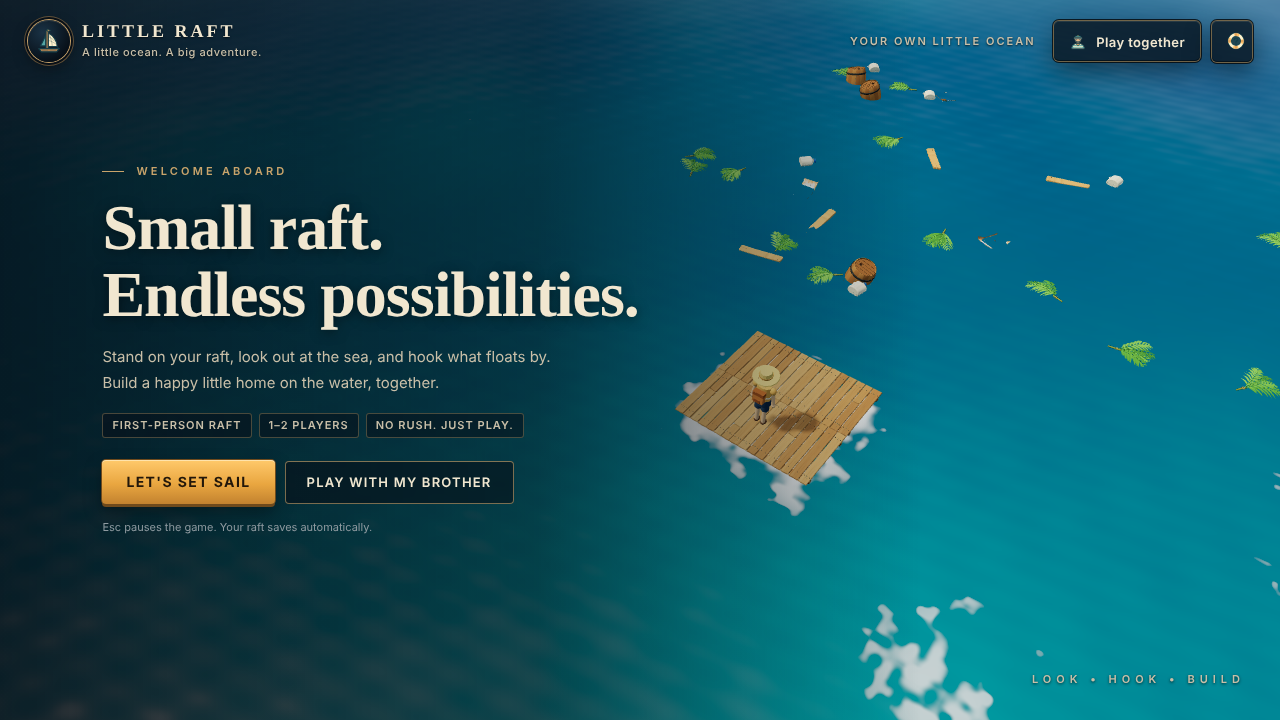 LITTLE RAFT
A little ocean. A big adventure.
YOUR OWN LITTLE OCEAN
Play together
WELCOME ABOARD
Small raft.
Endless possibilities.
Stand on your raft, look out at the sea, and hook what floats by.
Build a happy little home on the water, together.
FIRST-PERSON RAFT
1–2 PLAYERS
NO RUSH. JUST PLAY.
LET'S SET SAIL
PLAY WITH MY BROTHER
Esc pauses the game. Your raft saves automatically.
LOOK • HOOK • BUILD